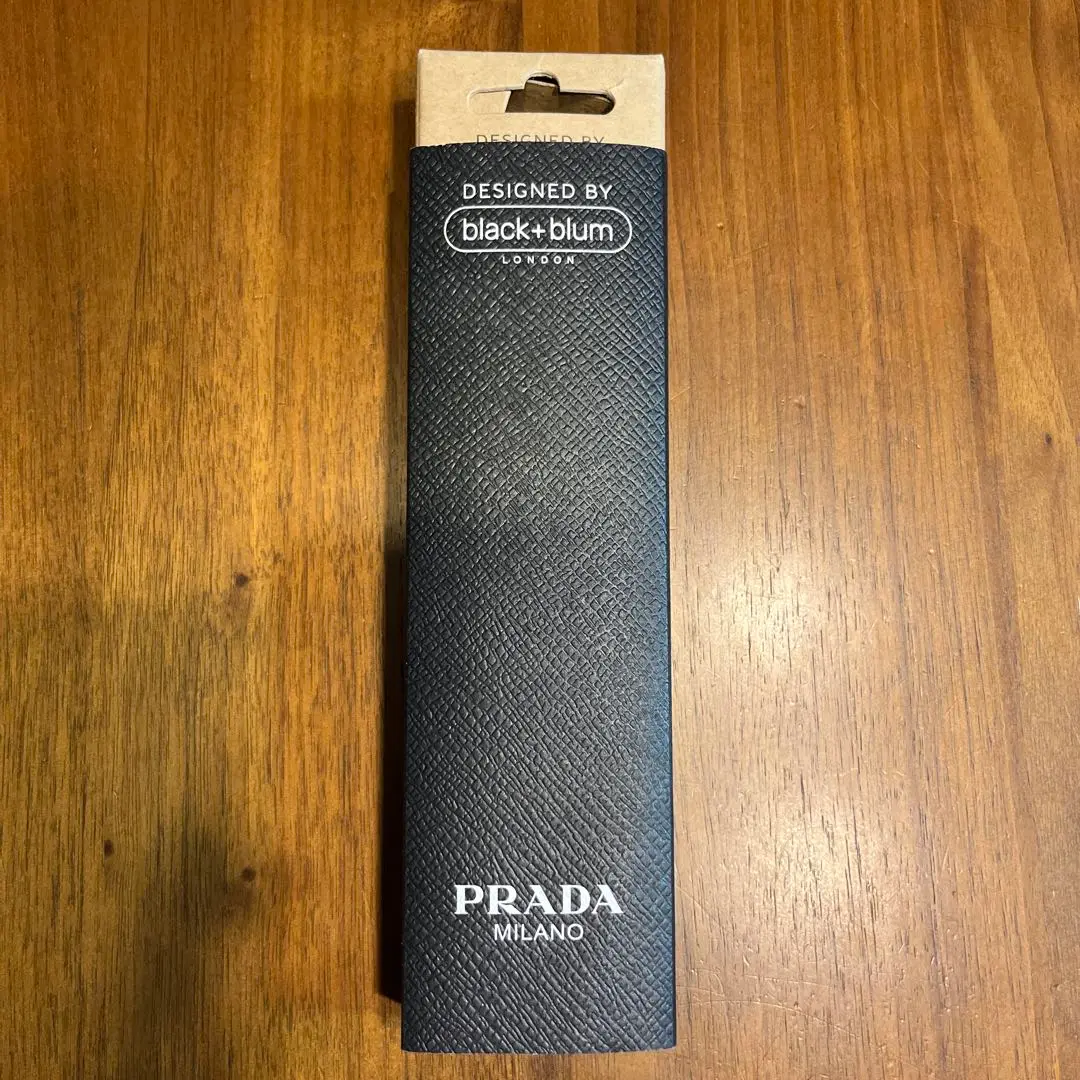 DESIGNED BY
DESIGNED BY
black+blum
LONDON
PRADA
MILANO